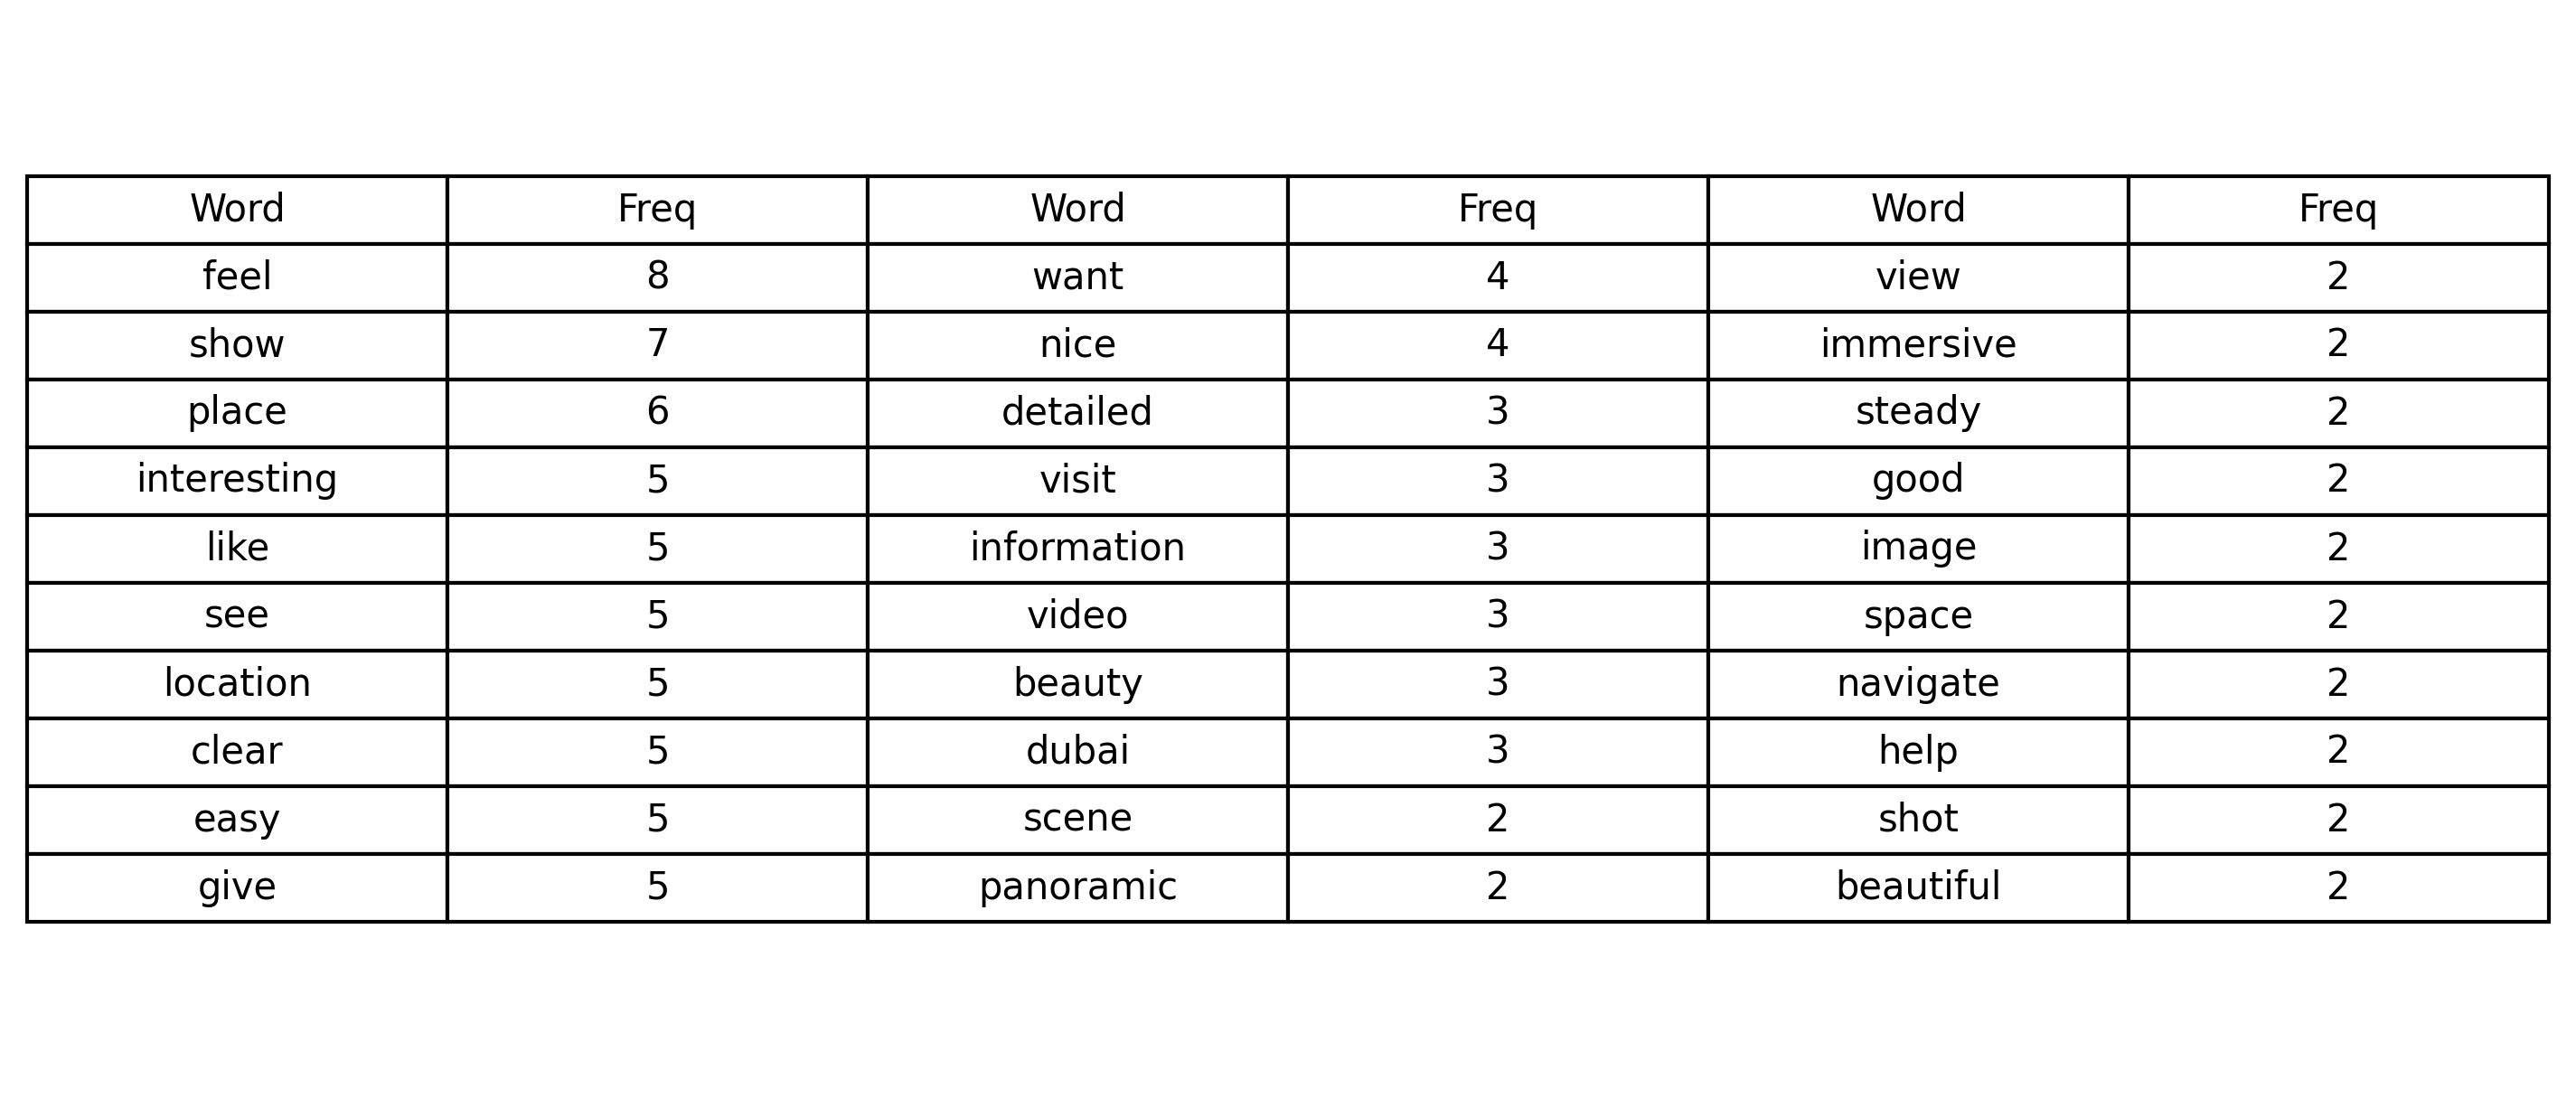 Word Freq Word Freq Word Freq
feel 8 want 4 view 2
show 7 nice 4 immersive 2
place 6 detailed 3 steady 2
interesting 5 visit 3 good 2
like 5 information 3 image 2
see 5 video 3 space 2
location 5 beauty 3 navigate 2
clear 5 dubai 3 help 2
easy 5 scene 2 shot 2
give 5 panoramic 2 beautiful 2